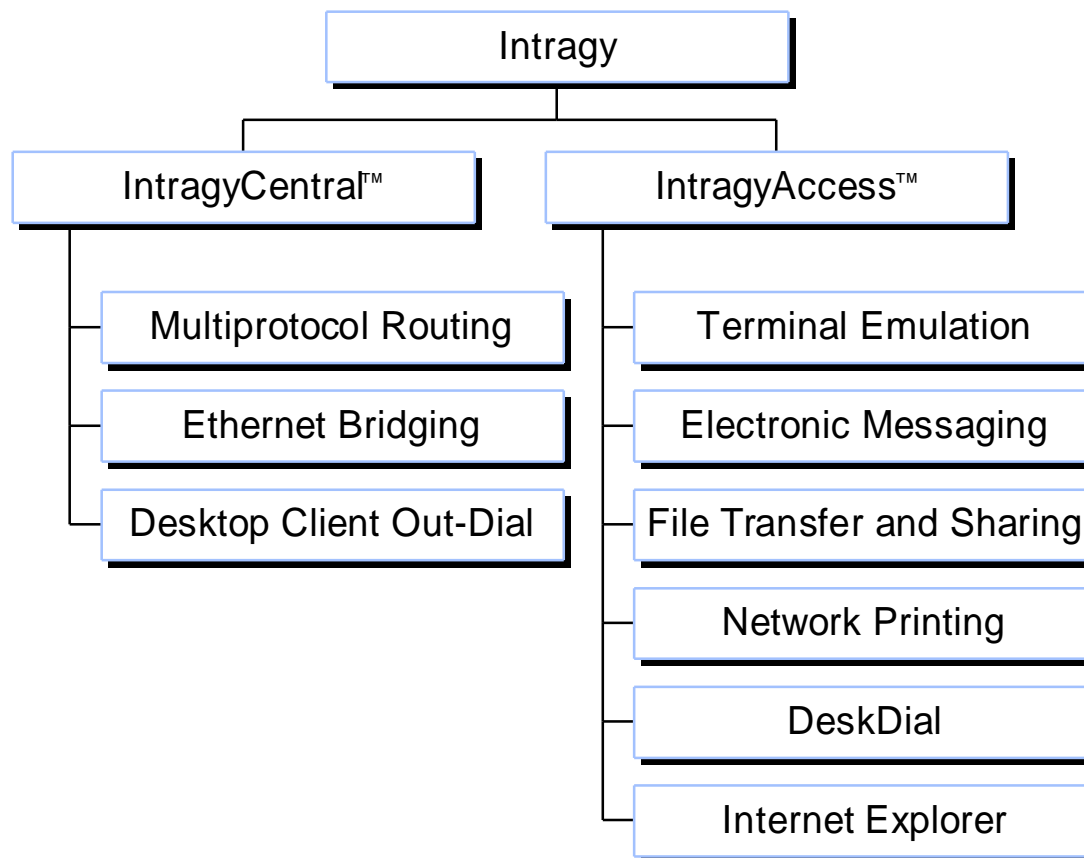 Intragy
IntragyCentral™
IntragyAccess™
Multiprotocol Routing
Ethernet Bridging
Desktop Client Out-Dial
Terminal Emulation
Electronic Messaging
File Transfer and Sharing
Network Printing
DeskDial
Internet Explorer